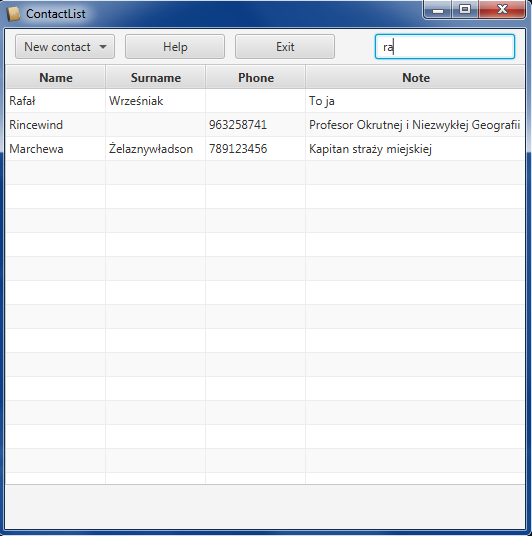 ContactList
New contact Help Exit ra
Name Surname Phone Note
Rafał Wrześniak To ja
Rincewind 963258741 Profesor Okrutnej i Niezwykłej Geografii
Marchewa Żelaznywładson 789123456 Kapitan straży miejskiej